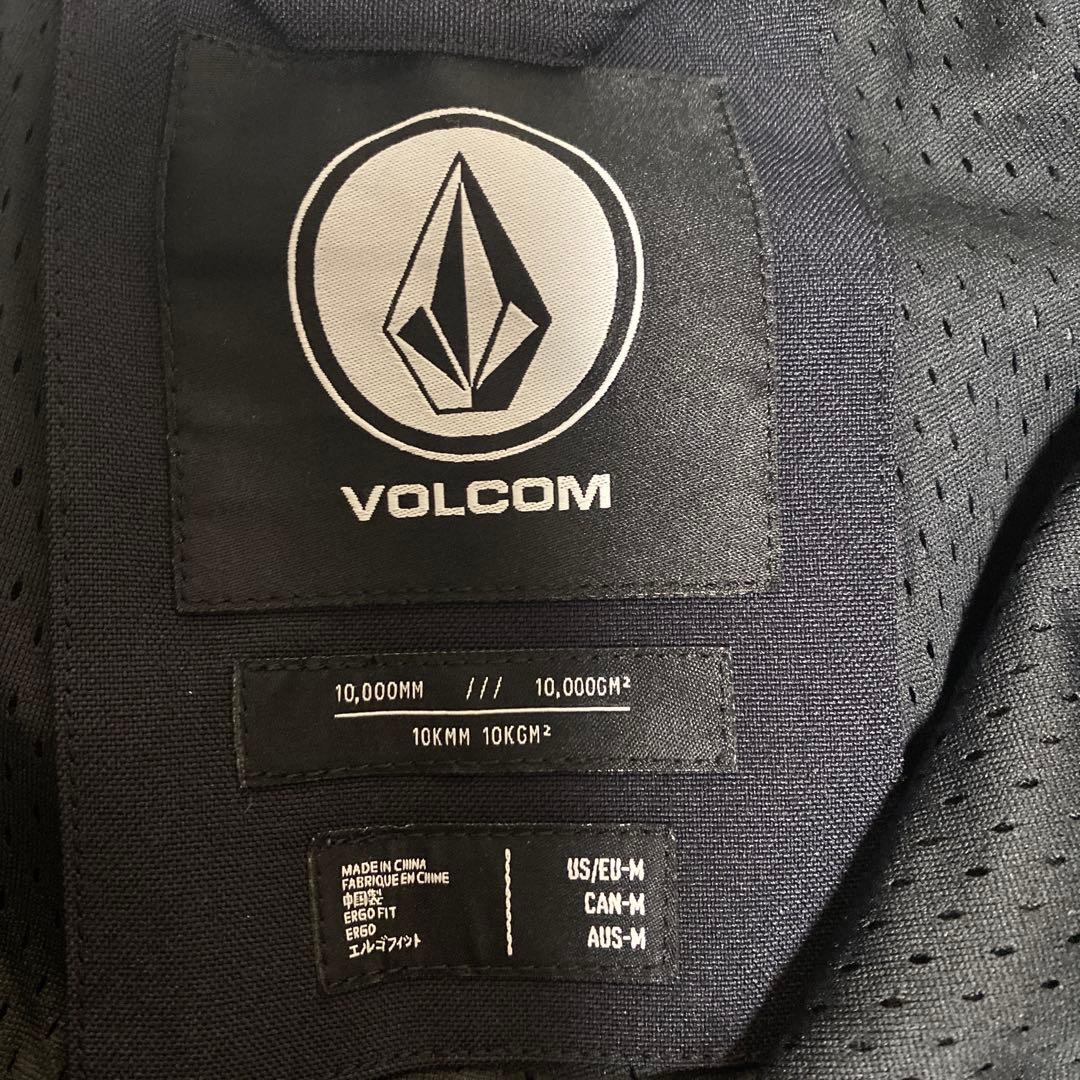 VOLCOM
10,000MM /// 10,000GM²
10KMM 10KGM²
MADE IN CHINA
FABRIQUE EN CHINE
中国製
ERGO FIT
ERGO
エルゴフィット
US/EU-M
CAN-M
AUS-M